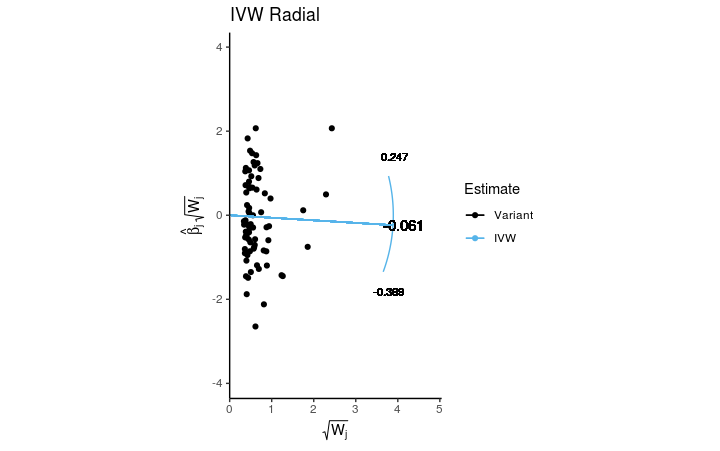 IVW Radial
4
2
0
-2
-4
β̂j√Wj
0.247
-0.061
-0.369
0 1 2 3 4 5
√Wj
Estimate
Variant
IVW